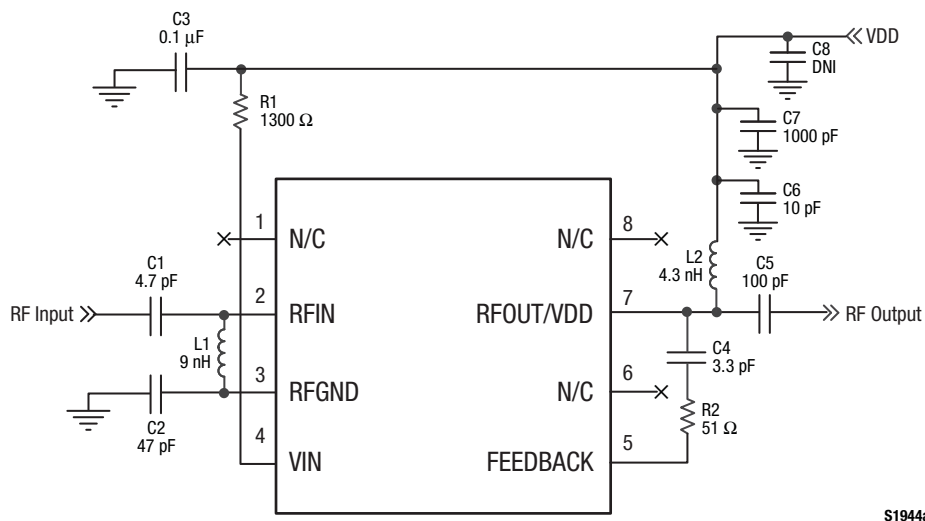 C3
0.1 μF
C8
DNI
VDD
R1
1300 Ω
C7
1000 pF
C6
10 pF
1
N/C
8
N/C
L2
4.3 nH
C5
100 pF
C1
4.7 pF
2
RFIN
7
RFOUT/VDD
RF Input
RF Output
L1
9 nH
C4
3.3 pF
3
RFGND
6
N/C
C2
47 pF
R2
51 Ω
4
VIN
5
FEEDBACK
S1944a